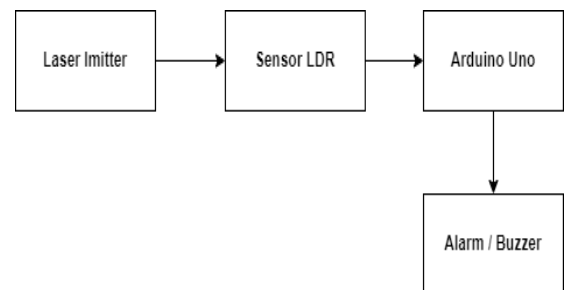 Laser Imitter
Sensor LDR
Arduino Uno
Alarm / Buzzer